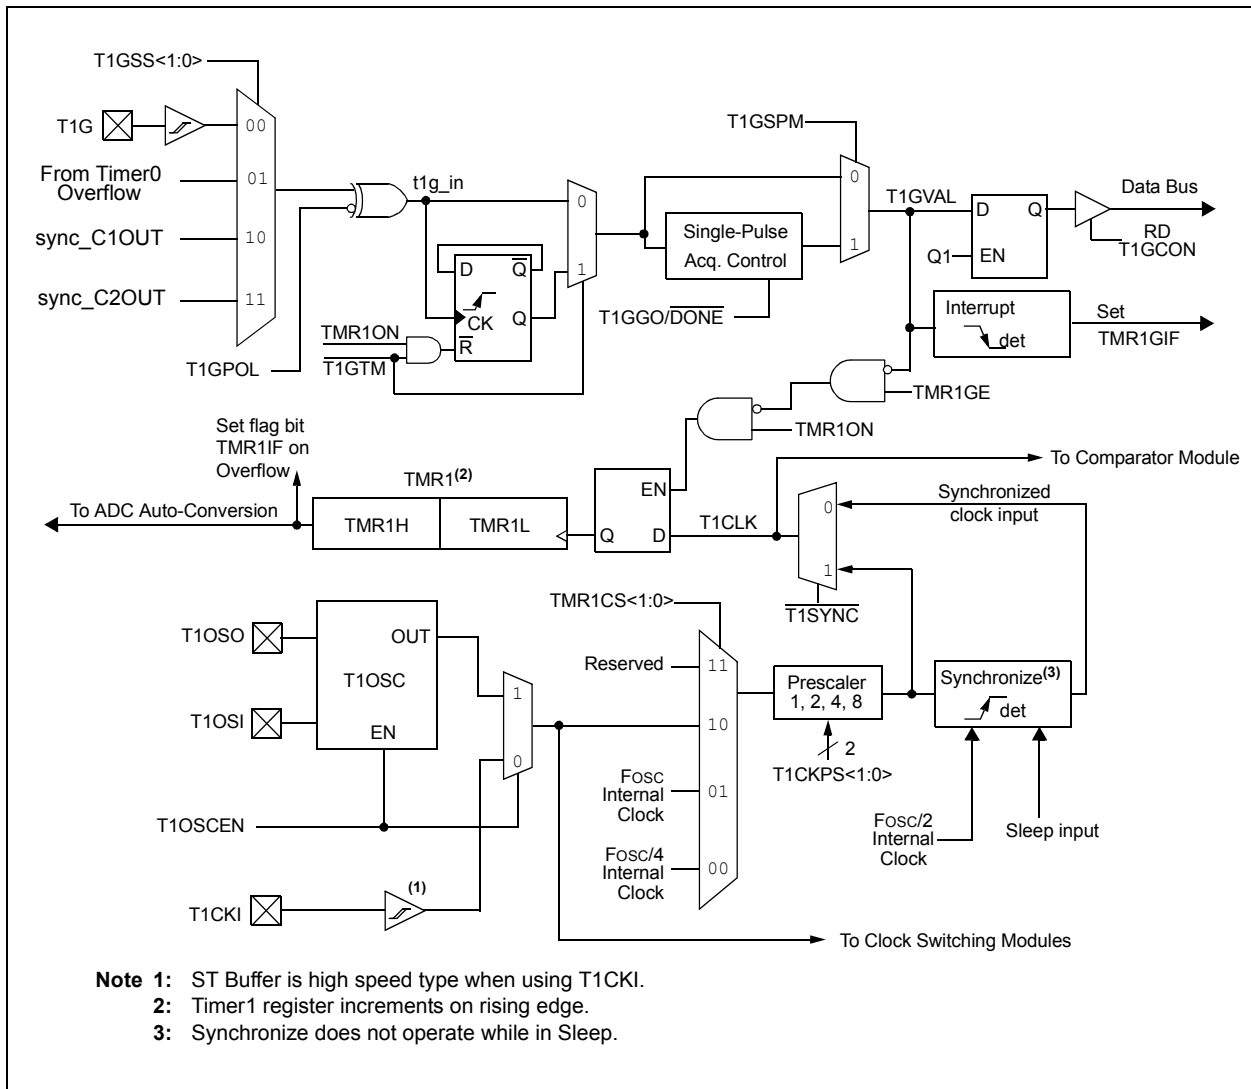 T1GSS<1:0>
T1G
00
From Timer0
Overflow
01
sync_C1OUT
10
sync_C2OUT
11
T1GPOL
t1g_in
D
Q
CK
Q
R
TMR1ON
T1GTM
0
1
T1GSPM
Single-Pulse
Acq. Control
T1GGO/DONE
0
1
T1GVAL
D
Q
Q1
EN
Data Bus
RD
T1GCON
Interrupt
det
Set
TMR1GIF
TMR1GE
TMR1ON
Set flag bit
TMR1IF on
Overflow
To ADC Auto-Conversion
TMR1(2)
TMR1H
TMR1L
EN
Q
D
T1CLK
To Comparator Module
Synchronized
clock input
0
1
T1SYNC
T1OSO
T1OSI
OUT
T1OSC
EN
T1OSCEN
T1CKI
(1)
1
0
TMR1CS<1:0>
Reserved
11
10
FOSC
Internal
Clock
01
FOSC/4
Internal
Clock
00
Prescaler
1, 2, 4, 8
2
T1CKPS<1:0>
Synchronize(3)
det
FOSC/2
Internal
Clock
Sleep input
To Clock Switching Modules
Note 1: ST Buffer is high speed type when using T1CKI.
2: Timer1 register increments on rising edge.
3: Synchronize does not operate while in Sleep.